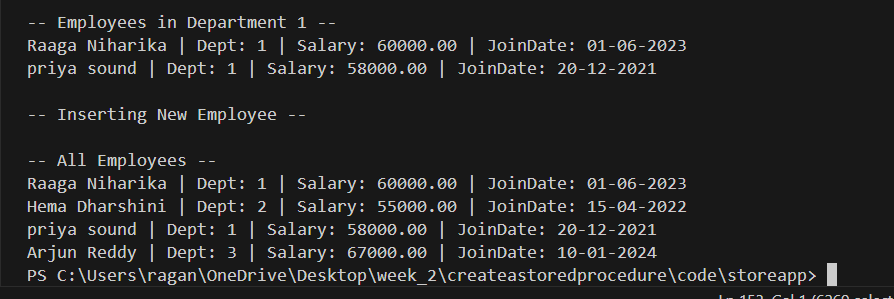 -- Employees in Department 1 --
Raaga Niharika | Dept: 1 | Salary: 60000.00 | JoinDate: 01-06-2023
priya sound | Dept: 1 | Salary: 58000.00 | JoinDate: 20-12-2021
-- Inserting New Employee --
-- All Employees --
Raaga Niharika | Dept: 1 | Salary: 60000.00 | JoinDate: 01-06-2023
Hema Dharshini | Dept: 2 | Salary: 55000.00 | JoinDate: 15-04-2022
priya sound | Dept: 1 | Salary: 58000.00 | JoinDate: 20-12-2021
Arjun Reddy | Dept: 3 | Salary: 67000.00 | JoinDate: 10-01-2024
PS C:\Users\ragan\OneDrive\Desktop\week_2\createastoredprocedure\code\storeapp>